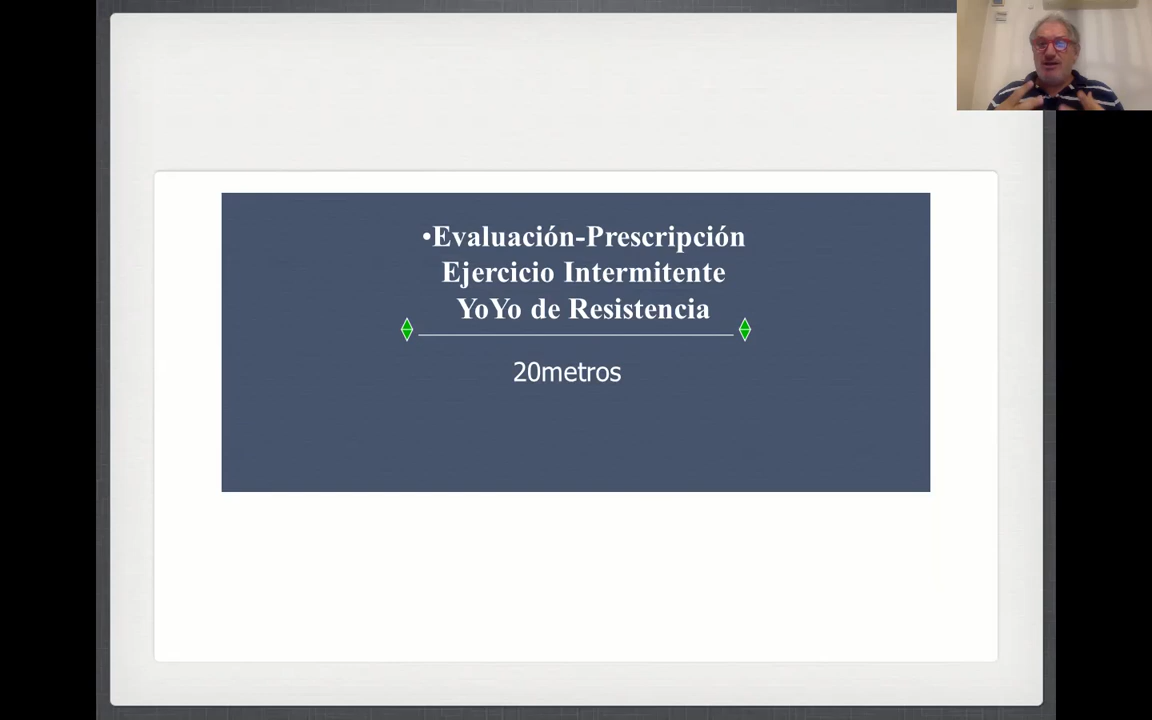 •Evaluación-Prescripción
Ejercicio Intermitente
YoYo de Resistencia
20metros